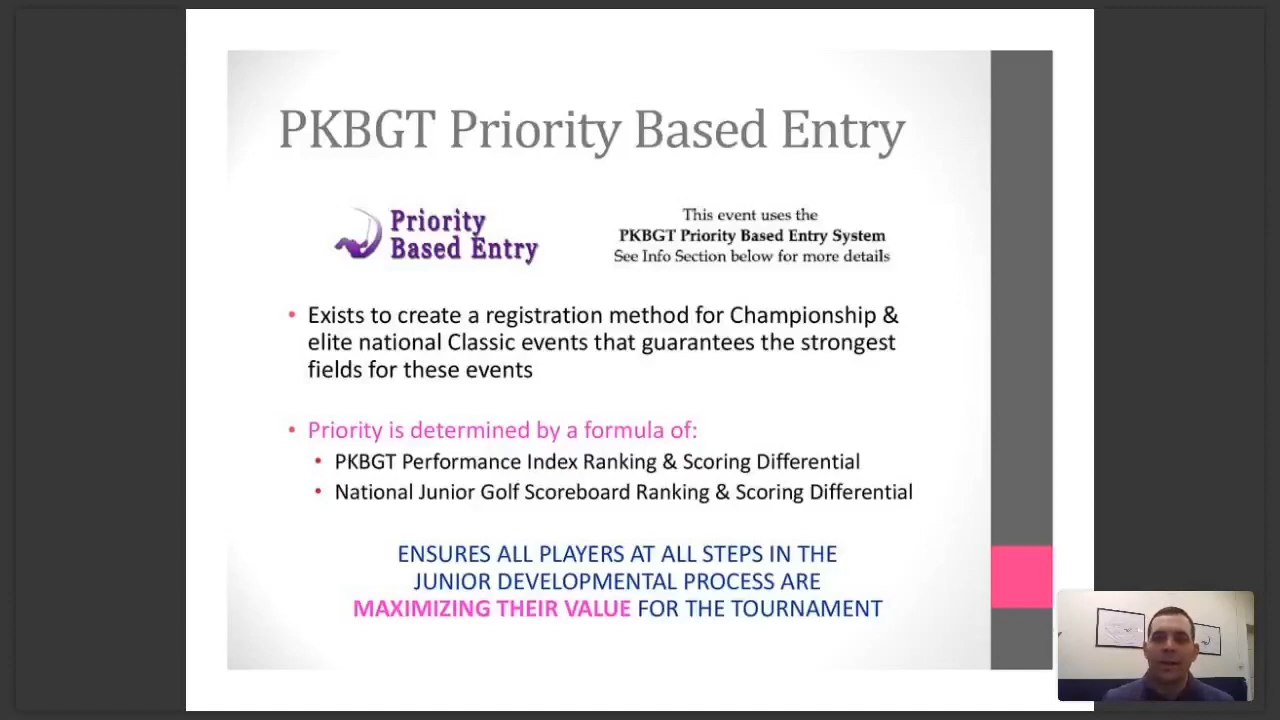 PKBGT Priority Based Entry
Priority
Based Entry
This event uses the
PKBGT Priority Based Entry System
See Info Section below for more details
• Exists to create a registration method for Championship &
elite national Classic events that guarantees the strongest
fields for these events
• Priority is determined by a formula of:
• PKBGT Performance Index Ranking & Scoring Differential
• National Junior Golf Scoreboard Ranking & Scoring Differential
ENSURES ALL PLAYERS AT ALL STEPS IN THE
JUNIOR DEVELOPMENTAL PROCESS ARE
MAXIMIZING THEIR VALUE FOR THE TOURNAMENT